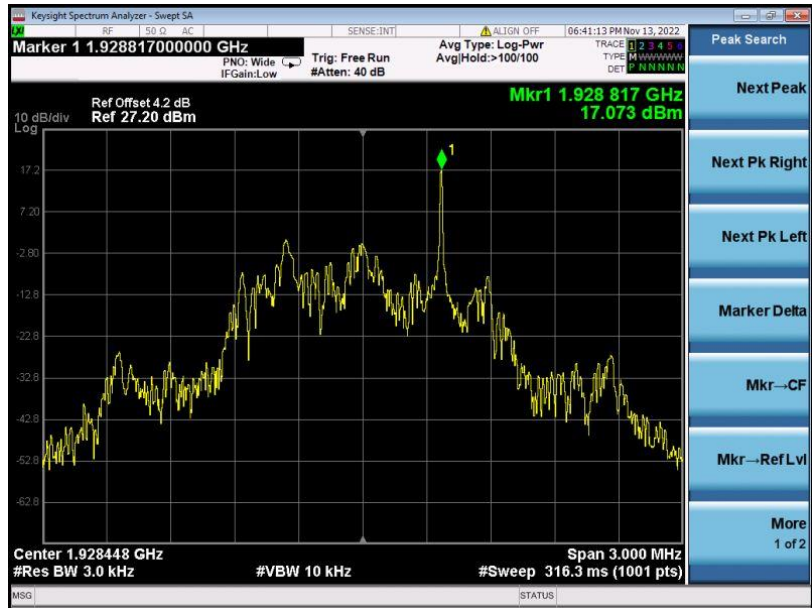 Keysight Spectrum Analyzer - Swept SA
RF 50 Ω AC SENSE:INT ALIGN OFF 06:41:13 PM Nov 13, 2022
Marker 1 1.928817000000 GHz
PNO: Wide
IFGain:Low
Trig: Free Run
#Atten: 40 dB
Avg Type: Log-Pwr
Avg|Hold:>100/100
TRACE 1 2 3 4 5 6
TYPE M
DET P N N N N N
Ref Offset 4.2 dB
Ref 27.20 dBm
10 dB/div
Log
Mkr1 1.928 817 GHz
17.073 dBm
1
17.2
7.20
-2.80
-12.8
-22.8
-32.8
-42.8
-52.8
-62.8
Center 1.928448 GHz
Span 3.000 MHz
#Res BW 3.0 kHz
#VBW 10 kHz
#Sweep 316.3 ms (1001 pts)
MSG
STATUS
Peak Search
Next Peak
Next Pk Right
Next Pk Left
Marker Delta
Mkr→CF
Mkr→Ref Lvl
More
1 of 2